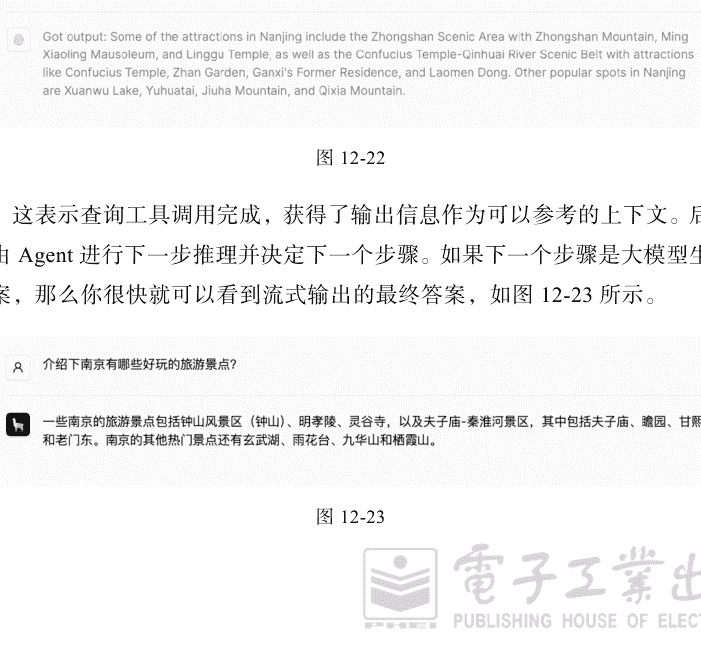 Got output: Some of the attractions in Nanjing include the Zhongshan Scenic Area with Zhongshan Mountain, Ming
Xiaoling Mausoleum, and Linggu Temple, as well as the Confucius Temple-Qinhuai River Scenic Belt with attractions
like Confucius Temple, Zhan Garden, Ganxi's Former Residence, and Laomen Dong. Other popular spots in Nanjing
are Xuanwu Lake, Yuhuatai, Jiuha Mountain, and Qixia Mountain.
图 12-22
这表示查询工具调用完成，获得了输出信息作为可以参考的上下文。后
由 Agent 进行下一步推理并决定下一个步骤。如果下一个步骤是大模型生
案，那么你很快就可以看到流式输出的最终答案，如图 12-23 所示。
介绍下南京有哪些好玩的旅游景点?
一些南京的旅游景点包括钟山风景区（钟山）、明孝陵、灵谷寺，以及夫子庙-秦淮河景区，其中包括夫子庙、瞻园、甘熙
和老门东。南京的其他热门景点还有玄武湖、雨花台、九华山和栖霞山。
图 12-23
電子工業出
PUBLISHING HOUSE OF ELEC
PHEI